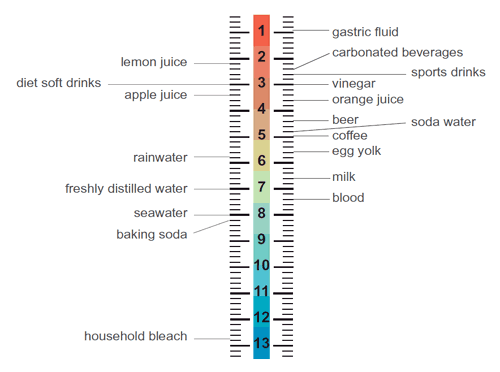 1
gastric fluid
carbonated beverages
2
lemon juice
sports drinks
diet soft drinks
3
vinegar
apple juice
orange juice
4
beer
soda water
5
coffee
egg yolk
rainwater
6
milk
freshly distilled water
7
blood
seawater
8
baking soda
9
10
11
12
household bleach
13